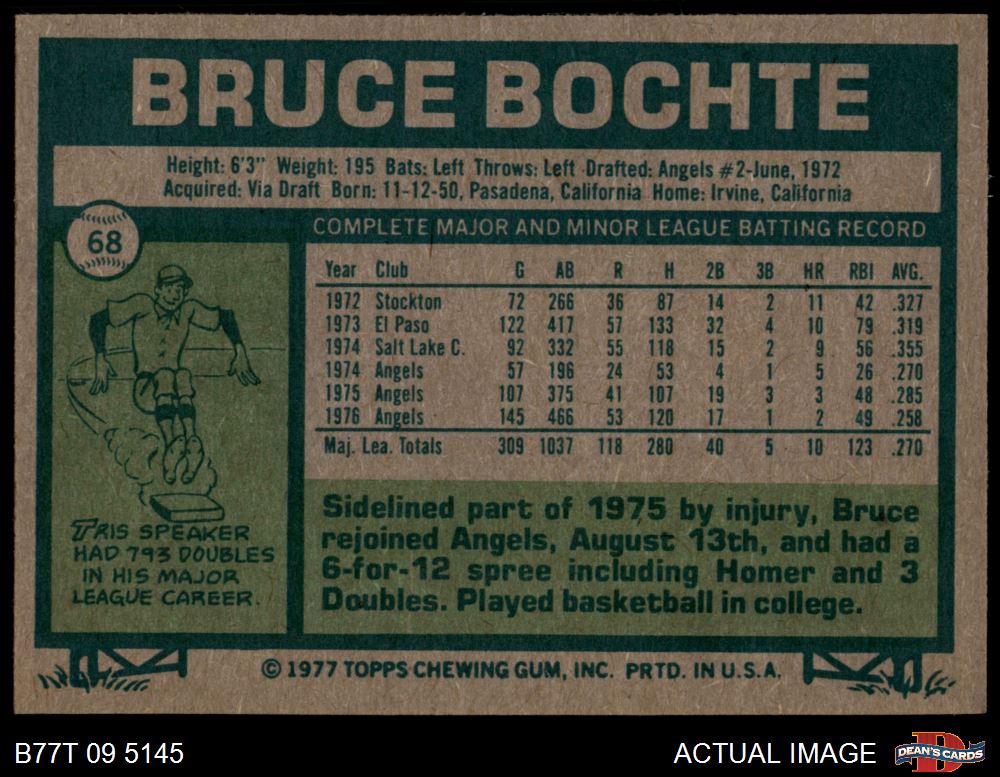 BRUCE BOCHTE
Height: 6'3" Weight: 195 Bats: Left Throws: Left Drafted: Angels #2-June, 1972
Acquired: Via Draft Born: 11-12-50, Pasadena, California Home: Irvine, California
68
COMPLETE MAJOR AND MINOR LEAGUE BATTING RECORD
Year Club G AB R H 2B 3B HR RBI AVG.
1972 Stockton 72 266 36 87 14 2 11 42 .327
1973 El Paso 122 417 57 133 32 4 10 79 .319
1974 Salt Lake C. 92 332 55 118 15 2 9 56 .355
1974 Angels 57 196 24 53 4 1 5 26 .270
1975 Angels 107 375 41 107 19 3 3 48 .285
1976 Angels 145 466 53 120 17 1 2 49 .258
Maj. Lea. Totals 309 1037 118 280 40 5 10 123 .270
TRIS SPEAKER
HAD 793 DOUBLES
IN HIS MAJOR
LEAGUE CAREER.
Sidelined part of 1975 by injury, Bruce
rejoined Angels, August 13th, and had a
6-for-12 spree including Homer and 3
Doubles. Played basketball in college.
© 1977 TOPPS CHEWING GUM, INC. PRTD. IN U.S.A.
B77T 09 5145
ACTUAL IMAGE
D
DEAN'S CARDS